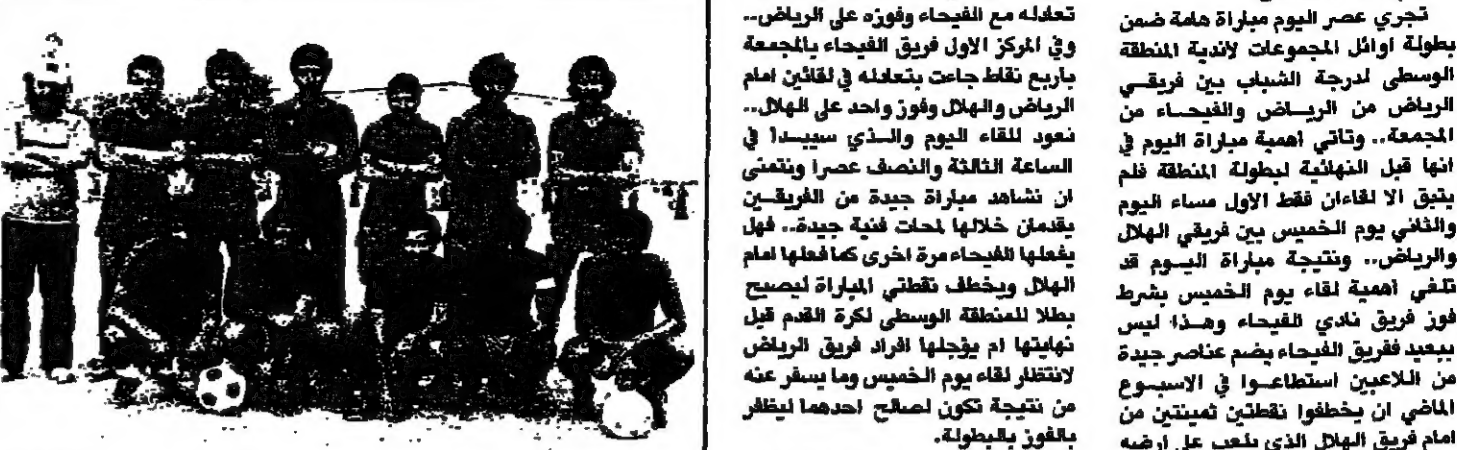 تجري عصر اليوم مباراة هامة ضمن
بطولة اوائل المجموعات لاندية المنطقة
الوسطى لدرجة الشباب بين فريقي
الرياض من الرياض والفيحاء من
المجمعة.. وتاتي اهمية مباراة اليوم في
انها قبل النهائية لبطولة المنطقة فلم
يتبق الا لقاءان فقط الاول مساء اليوم
والثاني يوم الخميس بين فريقي الهلال
والرياض.. ونتيجة مباراة اليوم قد
تلغي أهمية لقاء يوم الخميس بشرط
فوز فريق نادي الفيحاء وهذا ليس
ببعيد ففريق الفيحاء يضم عناصر جيدة
من اللاعبين استطاعوا في الاسبوع
الماضي ان يخطفوا نقطتين ثمينتين من
امام فريق الهلال الذي يلعب على ارضه
تعادله مع الفيحاء وفوزه على الرياض..
وفي المركز الاول فريق الفيحاء بالمجمعة
باربع نقاط جاءت بتعادله في لقائين امام
الرياض والهلال وفوز واحد على الهلال..
نعود للقاء اليوم والذي سيبدا في
الساعة الثالثة والنصف عصرا ونتمنى
ان نشاهد مباراة جيدة من الفريقين
يقدمان خلالها لمحات فنية جيدة.. فهل
يفعلها الفيحاء مرة اخرى كما فعلها امام
الهلال ويخطف نقطتي المباراة ليصبح
بطلا للمنطقة الوسطى لكرة القدم قبل
نهايتها ام يؤجلها افراد فريق الرياض
لانتظار لقاء يوم الخميس وما يسفر عنه
من نتيجة تكون لصالح احدهما ليظفر
بالفوز بالبطولة.